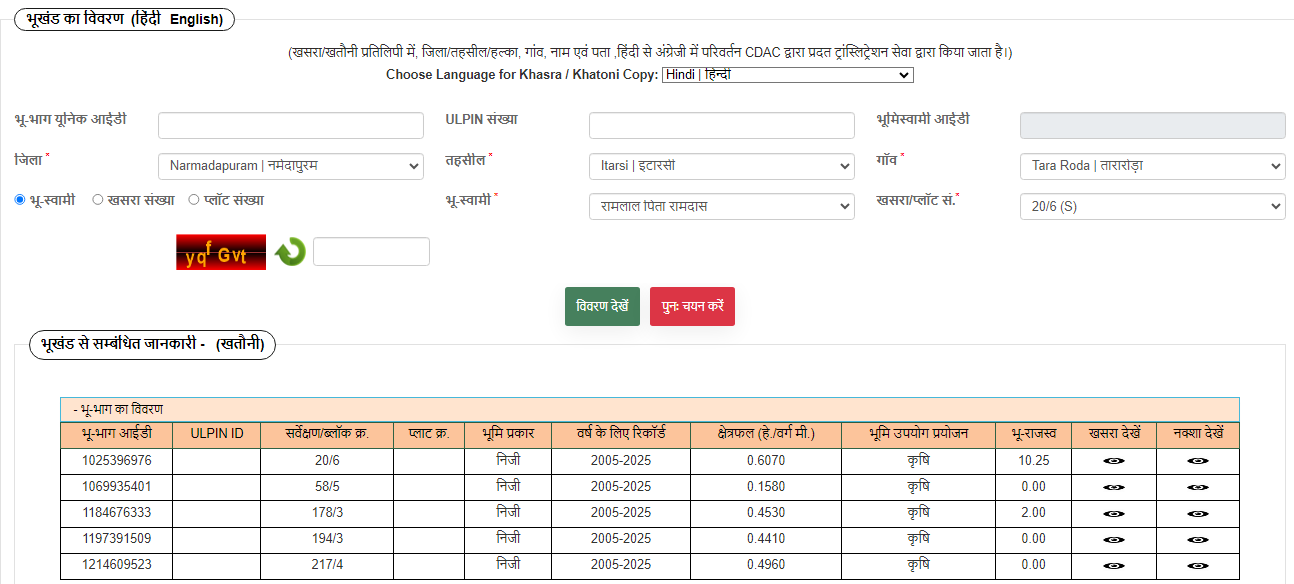 भूखंड का विवरण (हिंदी English)
(खसरा/खतौनी प्रतिलिपी में, जिला/तहसील/हल्का, गांव, नाम एवं पता ,हिंदी से अंग्रेजी में परिवर्तन CDAC द्वारा प्रदत ट्रांस्लिट्रेशन सेवा द्वारा किया जाता है।)
Choose Language for Khasra / Khatoni Copy: Hindi | हिन्दी
भू-भाग यूनिक आईडी ULPIN संख्या भूमिस्वामी आईडी
जिला * Narmadapuram | नर्मदापुरम तहसील * Itarsi | इटारसी गॉव * Tara Roda | तारारोड़ा
भू-स्वामी खसरा संख्या प्लॉट संख्या भू-स्वामी * रामलाल पिता रामदास खसरा/प्लॉट सं.* 20/6 (S)
yqfGvt
विवरण देखें पुनः चयन करें
भूखंड से सम्बंधित जानकारी - (खतौनी)
- भू-भाग का विवरण
भू-भाग आईडी ULPIN ID सर्वेक्षण/ब्लॉक क्र. प्लाट क्र. भूमि प्रकार वर्ष के लिए रिकॉर्ड क्षेत्रफल (हे./वर्ग मी.) भूमि उपयोग प्रयोजन भू-राजस्व खसरा देखें नक्शा देखें
1025396976 20/6 निजी 2005-2025 0.6070 कृषि 10.25
1069935401 58/5 निजी 2005-2025 0.1580 कृषि 0.00
1184676333 178/3 निजी 2005-2025 0.4530 कृषि 2.00
1197391509 194/3 निजी 2005-2025 0.4410 कृषि 0.00
1214609523 217/4 निजी 2005-2025 0.4960 कृषि 0.00